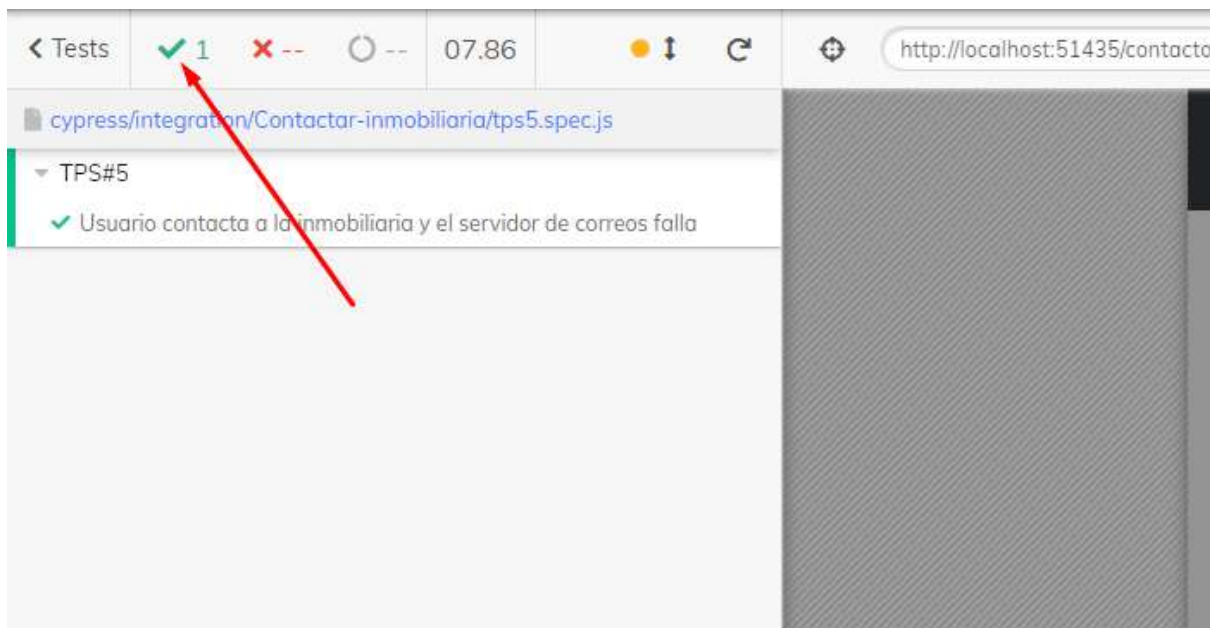 Tests 1 -- -- 07.86 http://localhost:51435/contacto
cypress/integration/Contactar-inmobiliaria/tps5.spec.js
TPS#5
Usuario contacta a la inmobiliaria y el servidor de correos falla